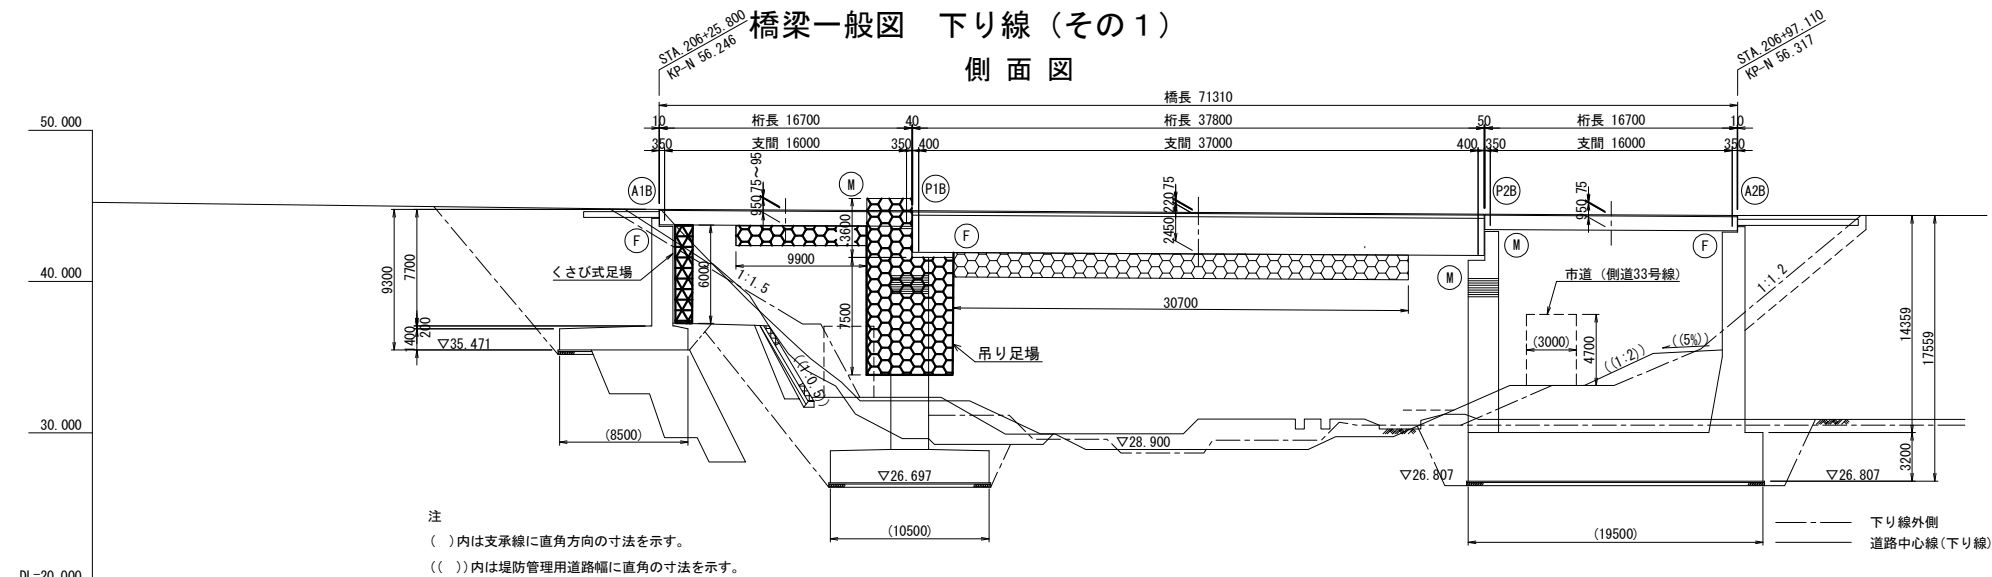 橋梁一般図　下り線（その１）
側 面 図
STA.206+25.800
KP-N 56.246
STA.206+97.110
KP-N 56.317
橋長 71310
10 桁長 16700 40 桁長 37800 50 桁長 16700 10
350 支間 16000 350 400 支間 37000 400 350 支間 16000 350
50.000
40.000
30.000
DL=20.000
A1B
M
P1B
P2B
A2B
F
F
M
M
F
950 75～95
2450 220 75
950 75
3600
7500
9900
6000
30700
くさび式足場
吊り足場
1:1.5
((1:0.5))
9300
7700
200
1400
▽35.471
(8500)
▽26.697
(10500)
▽28.900
市道（側道33号線）
(3000)
4700
((1:2))
((5%))
1:1.2
14359
17559
3200
▽26.807
▽26.807
(19500)
注
（　）内は支承線に直角方向の寸法を示す。
((　))内は堤防管理用道路幅に直角の寸法を示す。
下り線外側
道路中心線(下り線)